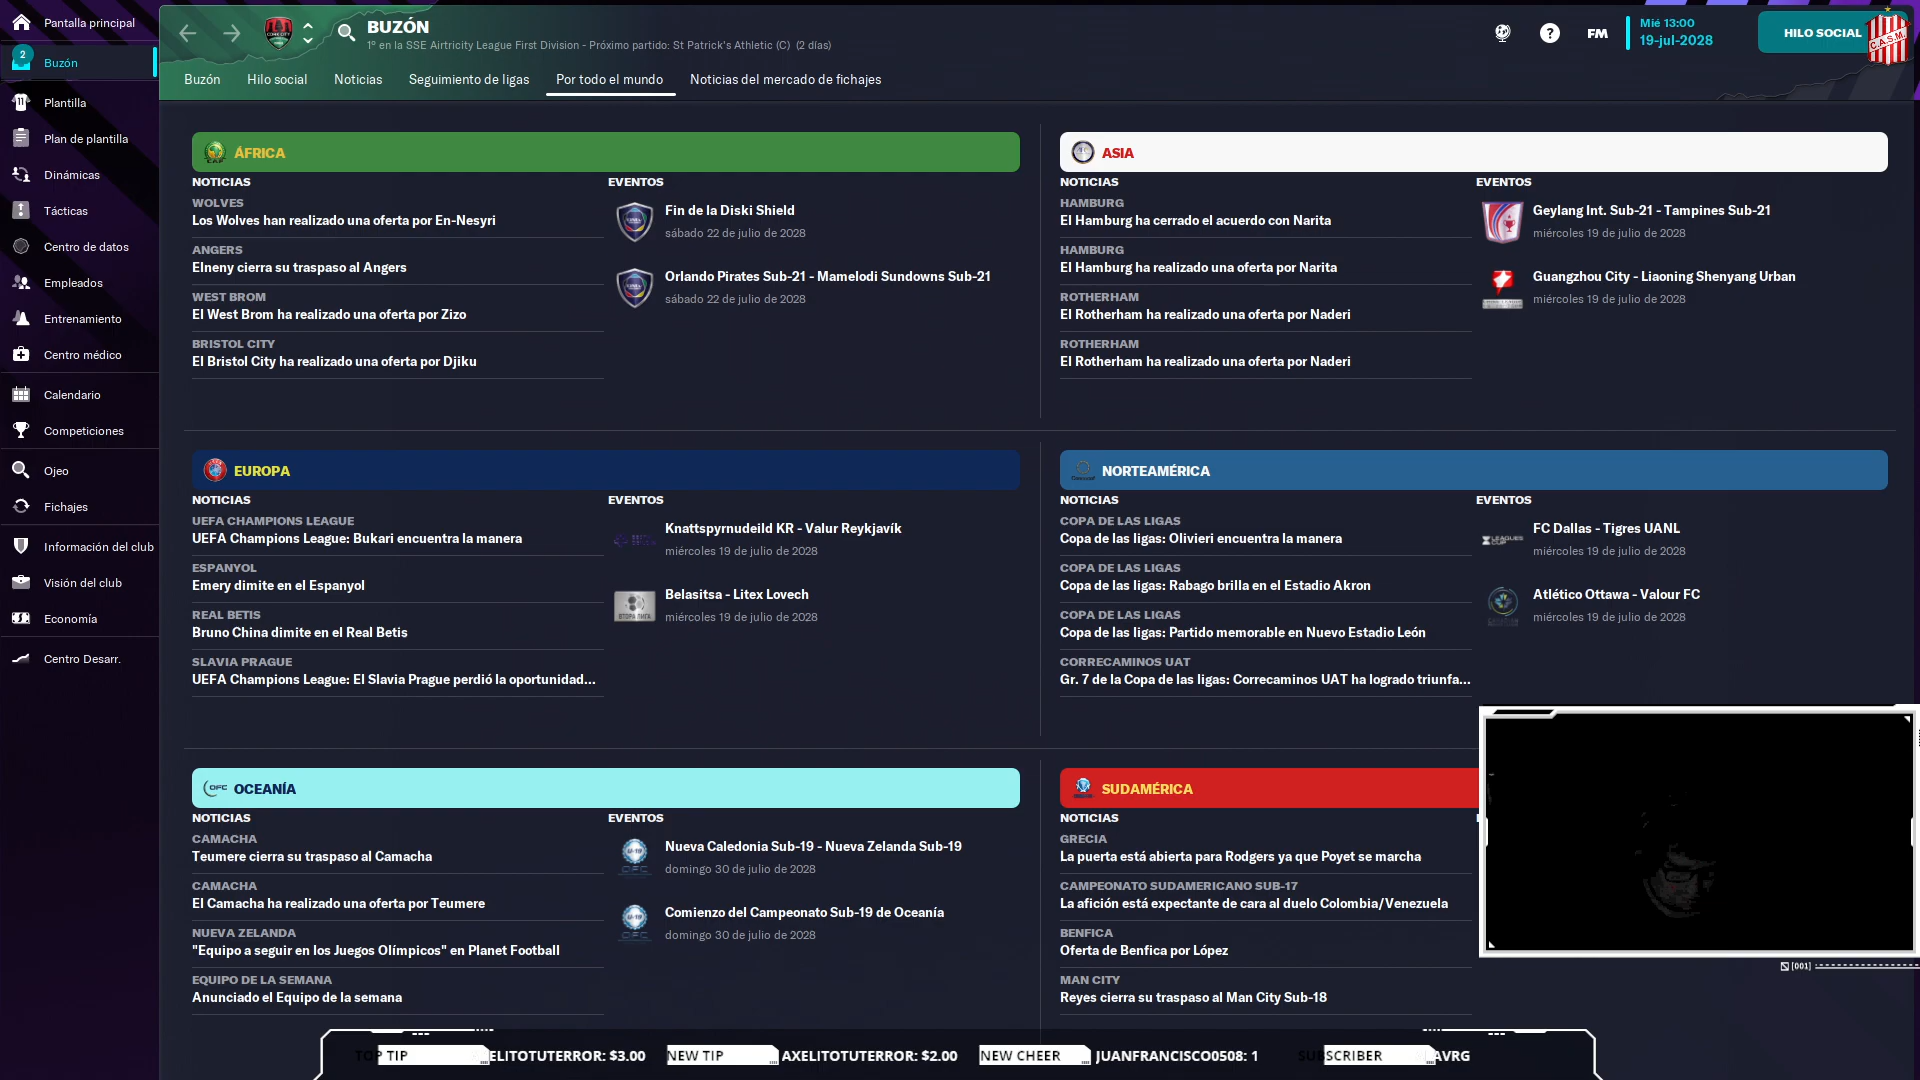 Pantalla principal
2
Buzón
Plantilla
Plan de plantilla
Dinámicas
Tácticas
Centro de datos
Empleados
Entrenamiento
Centro médico
Calendario
Competiciones
Ojeo
Fichajes
Información del club
Visión del club
Economía
Centro Desarr.
BUZÓN
1º en la SSE Airtricity League First Division - Próximo partido: St Patrick's Athletic (C) (2 días)
FM
Mié 13:00
19-jul-2028
HILO SOCIAL
C.A.S.M.
Buzón
Hilo social
Noticias
Seguimiento de ligas
Por todo el mundo
Noticias del mercado de fichajes
ÁFRICA
NOTICIAS
WOLVES
Los Wolves han realizado una oferta por En-Nesyri
ANGERS
Elneny cierra su traspaso al Angers
WEST BROM
El West Brom ha realizado una oferta por Zizo
BRISTOL CITY
El Bristol City ha realizado una oferta por Djiku
EVENTOS
Fin de la Diski Shield
sábado 22 de julio de 2028
Orlando Pirates Sub-21 - Mamelodi Sundowns Sub-21
sábado 22 de julio de 2028
ASIA
NOTICIAS
HAMBURG
El Hamburg ha cerrado el acuerdo con Narita
HAMBURG
El Hamburg ha realizado una oferta por Narita
ROTHERHAM
El Rotherham ha realizado una oferta por Naderi
ROTHERHAM
El Rotherham ha realizado una oferta por Naderi
EVENTOS
Geylang Int. Sub-21 - Tampines Sub-21
miércoles 19 de julio de 2028
Guangzhou City - Liaoning Shenyang Urban
miércoles 19 de julio de 2028
EUROPA
NOTICIAS
UEFA CHAMPIONS LEAGUE
UEFA Champions League: Bukari encuentra la manera
ESPANYOL
Emery dimite en el Espanyol
REAL BETIS
Bruno China dimite en el Real Betis
SLAVIA PRAGUE
UEFA Champions League: El Slavia Prague perdió la oportunidad...
EVENTOS
Knattspyrnudeild KR - Valur Reykjavík
miércoles 19 de julio de 2028
Belasitsa - Litex Lovech
miércoles 19 de julio de 2028
NORTEAMÉRICA
NOTICIAS
COPA DE LAS LIGAS
Copa de las ligas: Olivieri encuentra la manera
COPA DE LAS LIGAS
Copa de las ligas: Rabago brilla en el Estadio Akron
COPA DE LAS LIGAS
Copa de las ligas: Partido memorable en Nuevo Estadio León
CORRECAMINOS UAT
Gr. 7 de la Copa de las ligas: Correcaminos UAT ha logrado triunfa...
EVENTOS
LEAGUES CUP
FC Dallas - Tigres UANL
miércoles 19 de julio de 2028
Atlético Ottawa - Valour FC
miércoles 19 de julio de 2028
OFC
OCEANÍA
NOTICIAS
CAMACHA
Teumere cierra su traspaso al Camacha
CAMACHA
El Camacha ha realizado una oferta por Teumere
NUEVA ZELANDA
"Equipo a seguir en los Juegos Olímpicos" en Planet Football
EQUIPO DE LA SEMANA
Anunciado el Equipo de la semana
EVENTOS
Nueva Caledonia Sub-19 - Nueva Zelanda Sub-19
domingo 30 de julio de 2028
Comienzo del Campeonato Sub-19 de Oceanía
domingo 30 de julio de 2028
SUDAMÉRICA
NOTICIAS
GRECIA
La puerta está abierta para Rodgers ya que Poyet se marcha
CAMPEONATO SUDAMERICANO SUB-17
La afición está expectante de cara al duelo Colombia/Venezuela
BENFICA
Oferta de Benfica por López
MAN CITY
Reyes cierra su traspaso al Man City Sub-18
[001]
TOP TIP
ELITOTUTERROR: $3.00
NEW TIP
AXELITOTUTERROR: $2.00
NEW CHEER
JUANFRANCISCO0508: 1
SUBSCRIBER
AVRG